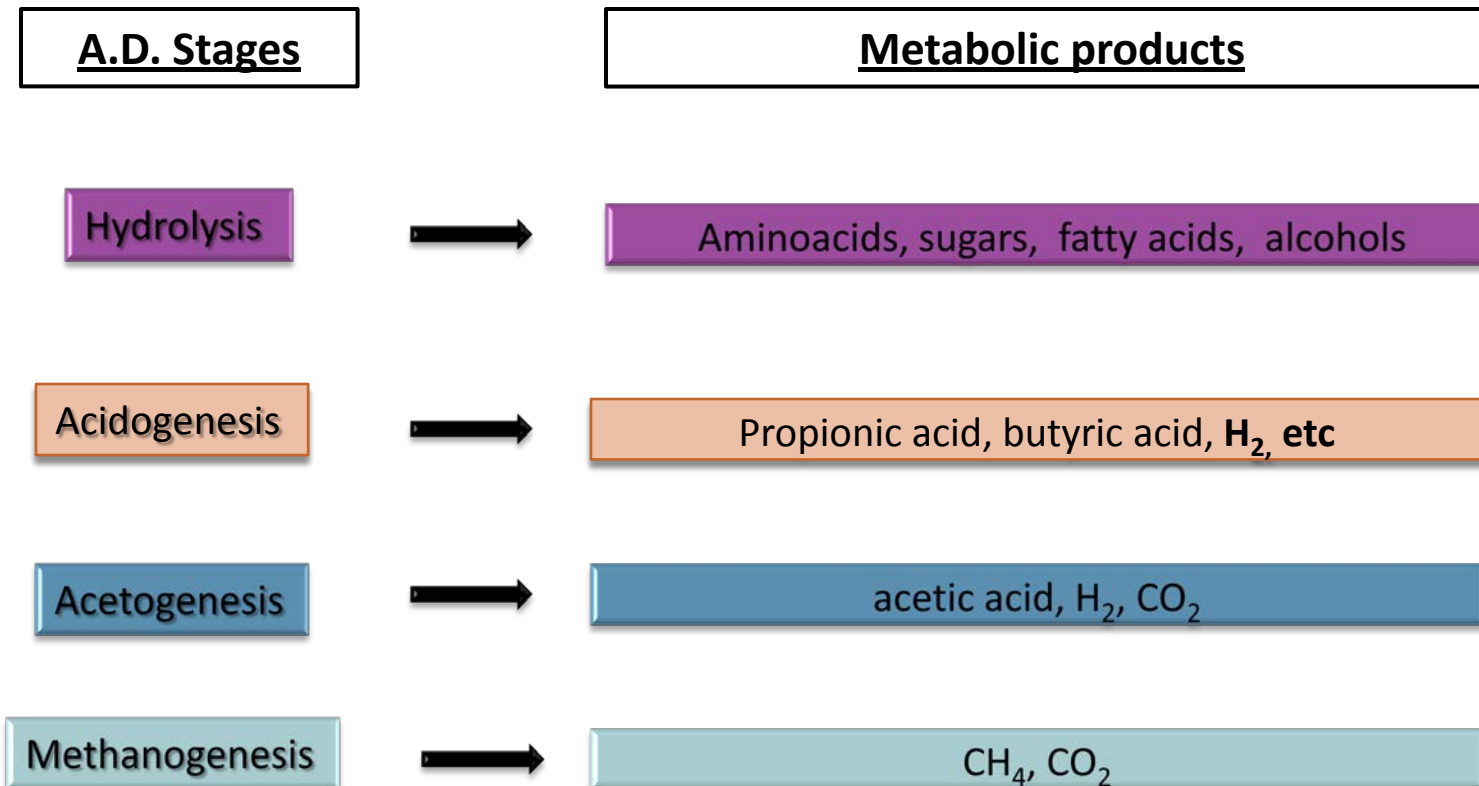 A.D. Stages
Metabolic products
Hydrolysis
Aminoacids, sugars, fatty acids, alcohols
Acidogenesis
Propionic acid, butyric acid, H₂, etc
Acetogenesis
acetic acid, H₂, CO₂
Methanogenesis
CH₄, CO₂